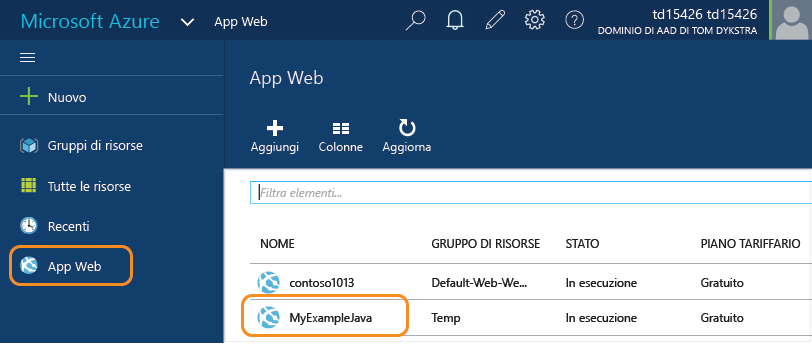 Microsoft Azure App Web
td15426 td15426
DOMINIO DI AAD DI TOM DYKSTRA
Nuovo
Gruppi di risorse
Tutte le risorse
Recenti
App Web
App Web
Aggiungi Colonne Aggiorna
Filtra elementi...
NOME GRUPPO DI RISORSE STATO PIANO TARIFFARIO
contoso1013 Default-Web-We... In esecuzione Gratuito
MyExampleJava Temp In esecuzione Gratuito